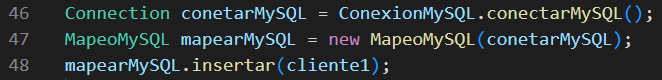 46 Connection conetarMySQL = ConexionMySQL.conectarMySQL();
47 MapeoMySQL mapearMySQL = new MapeoMySQL(conetarMySQL);
48 mapearMySQL.insertar(cliente1);